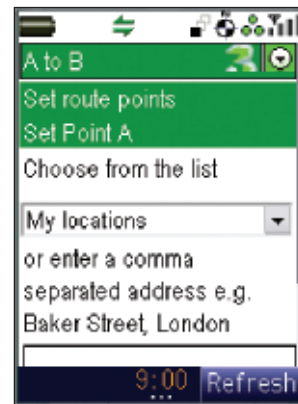 A to B
Set route points
Set Point A
Choose from the list
My locations
or enter a comma
separated address e.g.
Baker Street, London
9:00 Refresh